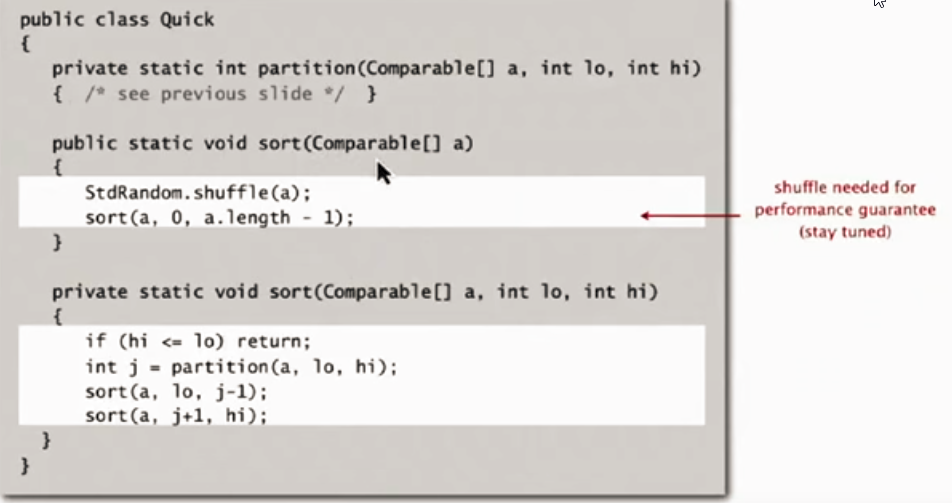 public class Quick
{
private static int partition(Comparable[] a, int lo, int hi)
{ /* see previous slide */ }
public static void sort(Comparable[] a)
{
StdRandom.shuffle(a);
sort(a, 0, a.length - 1);
}
private static void sort(Comparable[] a, int lo, int hi)
{
if (hi <= lo) return;
int j = partition(a, lo, hi);
sort(a, lo, j-1);
sort(a, j+1, hi);
}
}
shuffle needed for
performance guarantee
(stay tuned)